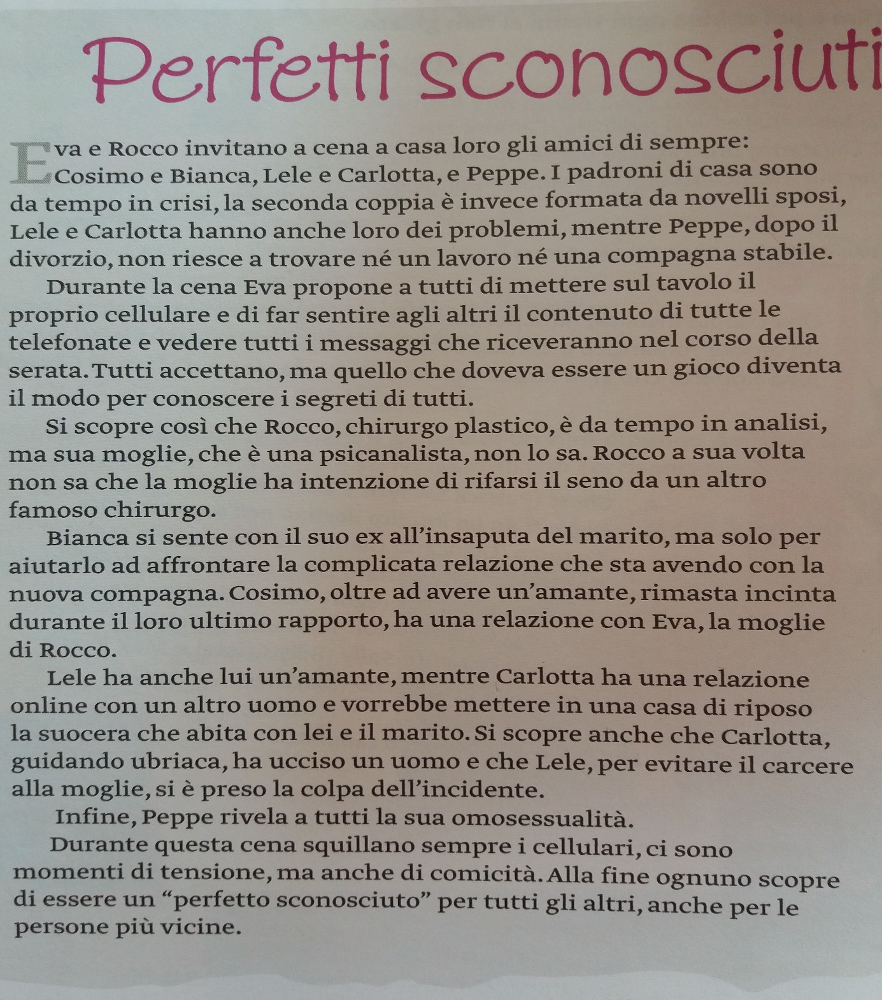 Perfetti sconosciuti
Eva e Rocco invitano a cena a casa loro gli amici di sempre:
Cosimo e Bianca, Lele e Carlotta, e Peppe. I padroni di casa sono
da tempo in crisi, la seconda coppia è invece formata da novelli sposi,
Lele e Carlotta hanno anche loro dei problemi, mentre Peppe, dopo il
divorzio, non riesce a trovare né un lavoro né una compagna stabile.
Durante la cena Eva propone a tutti di mettere sul tavolo il
proprio cellulare e di far sentire agli altri il contenuto di tutte le
telefonate e vedere tutti i messaggi che riceveranno nel corso della
serata. Tutti accettano, ma quello che doveva essere un gioco diventa
il modo per conoscere i segreti di tutti.
Si scopre così che Rocco, chirurgo plastico, è da tempo in analisi,
ma sua moglie, che è una psicanalista, non lo sa. Rocco a sua volta
non sa che la moglie ha intenzione di rifarsi il seno da un altro
famoso chirurgo.
Bianca si sente con il suo ex all’insaputa del marito, ma solo per
aiutarlo ad affrontare la complicata relazione che sta avendo con la
nuova compagna. Cosimo, oltre ad avere un’amante, rimasta incinta
durante il loro ultimo rapporto, ha una relazione con Eva, la moglie
di Rocco.
Lele ha anche lui un’amante, mentre Carlotta ha una relazione
online con un altro uomo e vorrebbe mettere in una casa di riposo
la suocera che abita con lei e il marito. Si scopre anche che Carlotta,
guidando ubriaca, ha ucciso un uomo e che Lele, per evitare il carcere
alla moglie, si è preso la colpa dell’incidente.
Infine, Peppe rivela a tutti la sua omosessualità.
Durante questa cena squillano sempre i cellulari, ci sono
momenti di tensione, ma anche di comicità. Alla fine ognuno scopre
di essere un “perfetto sconosciuto” per tutti gli altri, anche per le
persone più vicine.